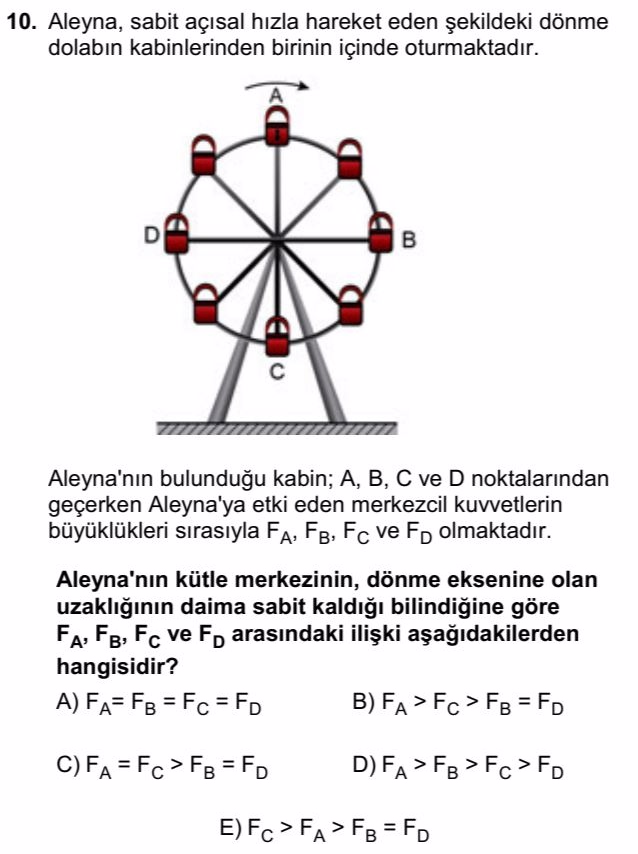 10. Aleyna, sabit açısal hızla hareket eden şekildeki dönme
dolabın kabinlerinden birinin içinde oturmaktadır.
A
D
B
C
Aleyna'nın bulunduğu kabin; A, B, C ve D noktalarından
geçerken Aleyna'ya etki eden merkezcil kuvvetlerin
büyüklükleri sırasıyla F_A, F_B, F_C ve F_D olmaktadır.
Aleyna'nın kütle merkezinin, dönme eksenine olan
uzaklığının daima sabit kaldığı bilindiğine göre
F_A, F_B, F_C ve F_D arasındaki ilişki aşağıdakilerden
hangisidir?
A) F_A= F_B = F_C = F_D
B) F_A > F_C > F_B = F_D
C) F_A = F_C > F_B = F_D
D) F_A > F_B > F_C > F_D
E) F_C > F_A > F_B = F_D